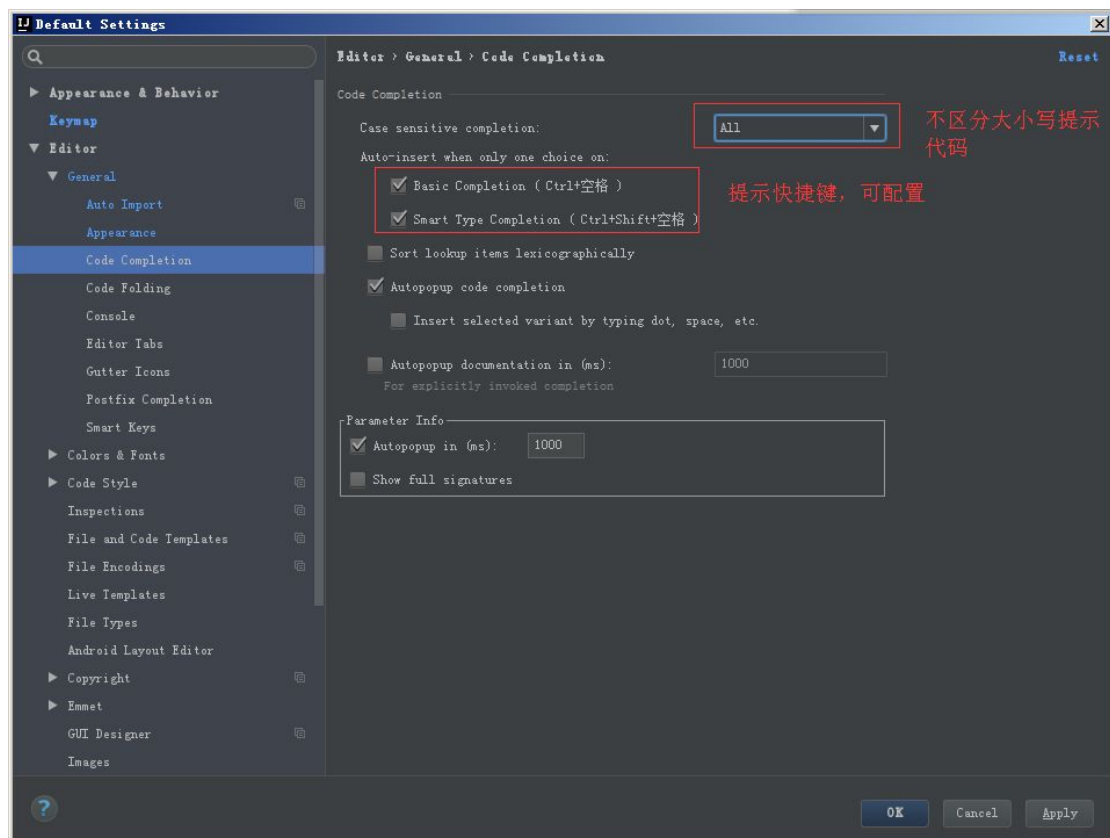 Default Settings
Editor > General > Code Completion
Reset
Appearance & Behavior
Keymap
Editor
General
Auto Import
Appearance
Code Completion
Code Folding
Console
Editor Tabs
Gutter Icons
Postfix Completion
Smart Keys
Colors & Fonts
Code Style
Inspections
File and Code Templates
File Encodings
Live Templates
File Types
Android Layout Editor
Copyright
Emmet
GUI Designer
Images
Code Completion
Case sensitive completion:
All
不区分大小写提示
代码
Auto-insert when only one choice on:
Basic Completion ( Ctrl+空格 )
Smart Type Completion ( Ctrl+Shift+空格 )
提示快捷键，可配置
Sort lookup items lexicographically
Autopopup code completion
Insert selected variant by typing dot, space, etc.
Autopopup documentation in (ms):
1000
For explicitly invoked completion
Parameter Info
Autopopup in (ms):
1000
Show full signatures
?
OK
Cancel
Apply